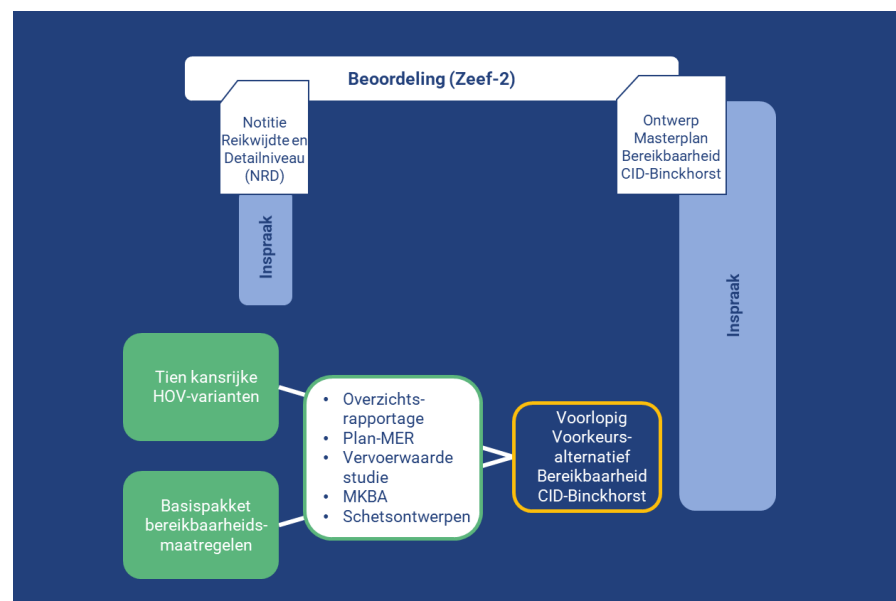 Beoordeling (Zeef-2)
Notitie
Reikwijdte en
Detailniveau
(NRD)
Ontwerp
Masterplan
Bereikbaarheid
CID-Binckhorst
Inspraak
Inspraak
Tien kansrijke
HOV-varianten
Basispakket
bereikbaarheids-
maatregelen
• Overzichts-
rapportage
• Plan-MER
• Vervoerwaarde
studie
• MKBA
• Schetsontwerpen
Voorlopig
Voorkeurs-
alternatief
Bereikbaarheid
CID-Binckhorst